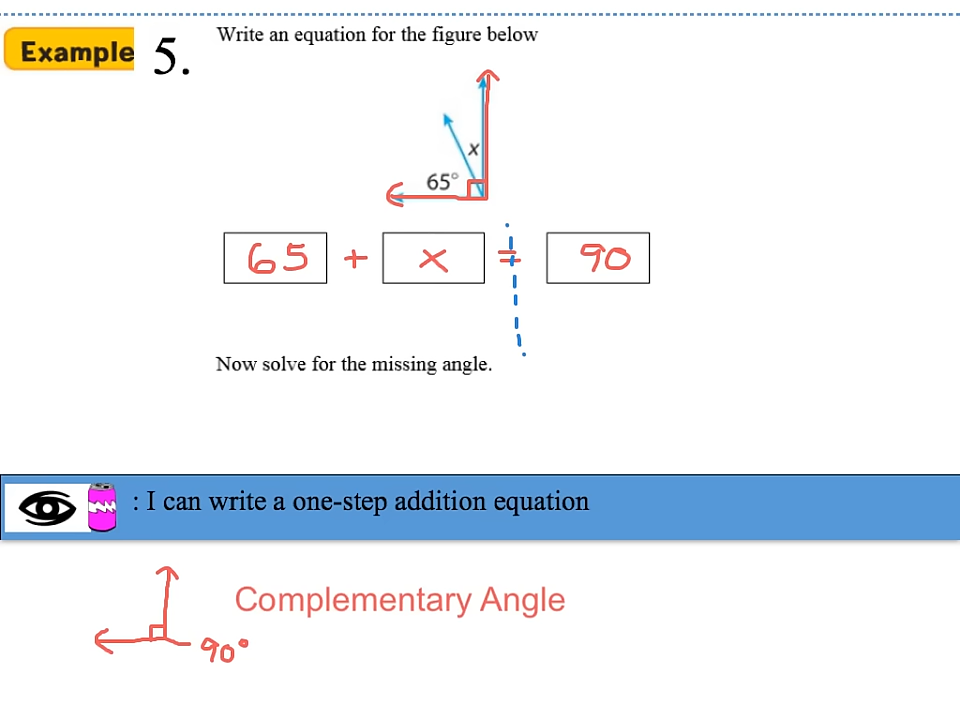 Example 5.
Write an equation for the figure below
x
65°
65 + x = 90
Now solve for the missing angle.
: I can write a one-step addition equation
Complementary Angle
90°